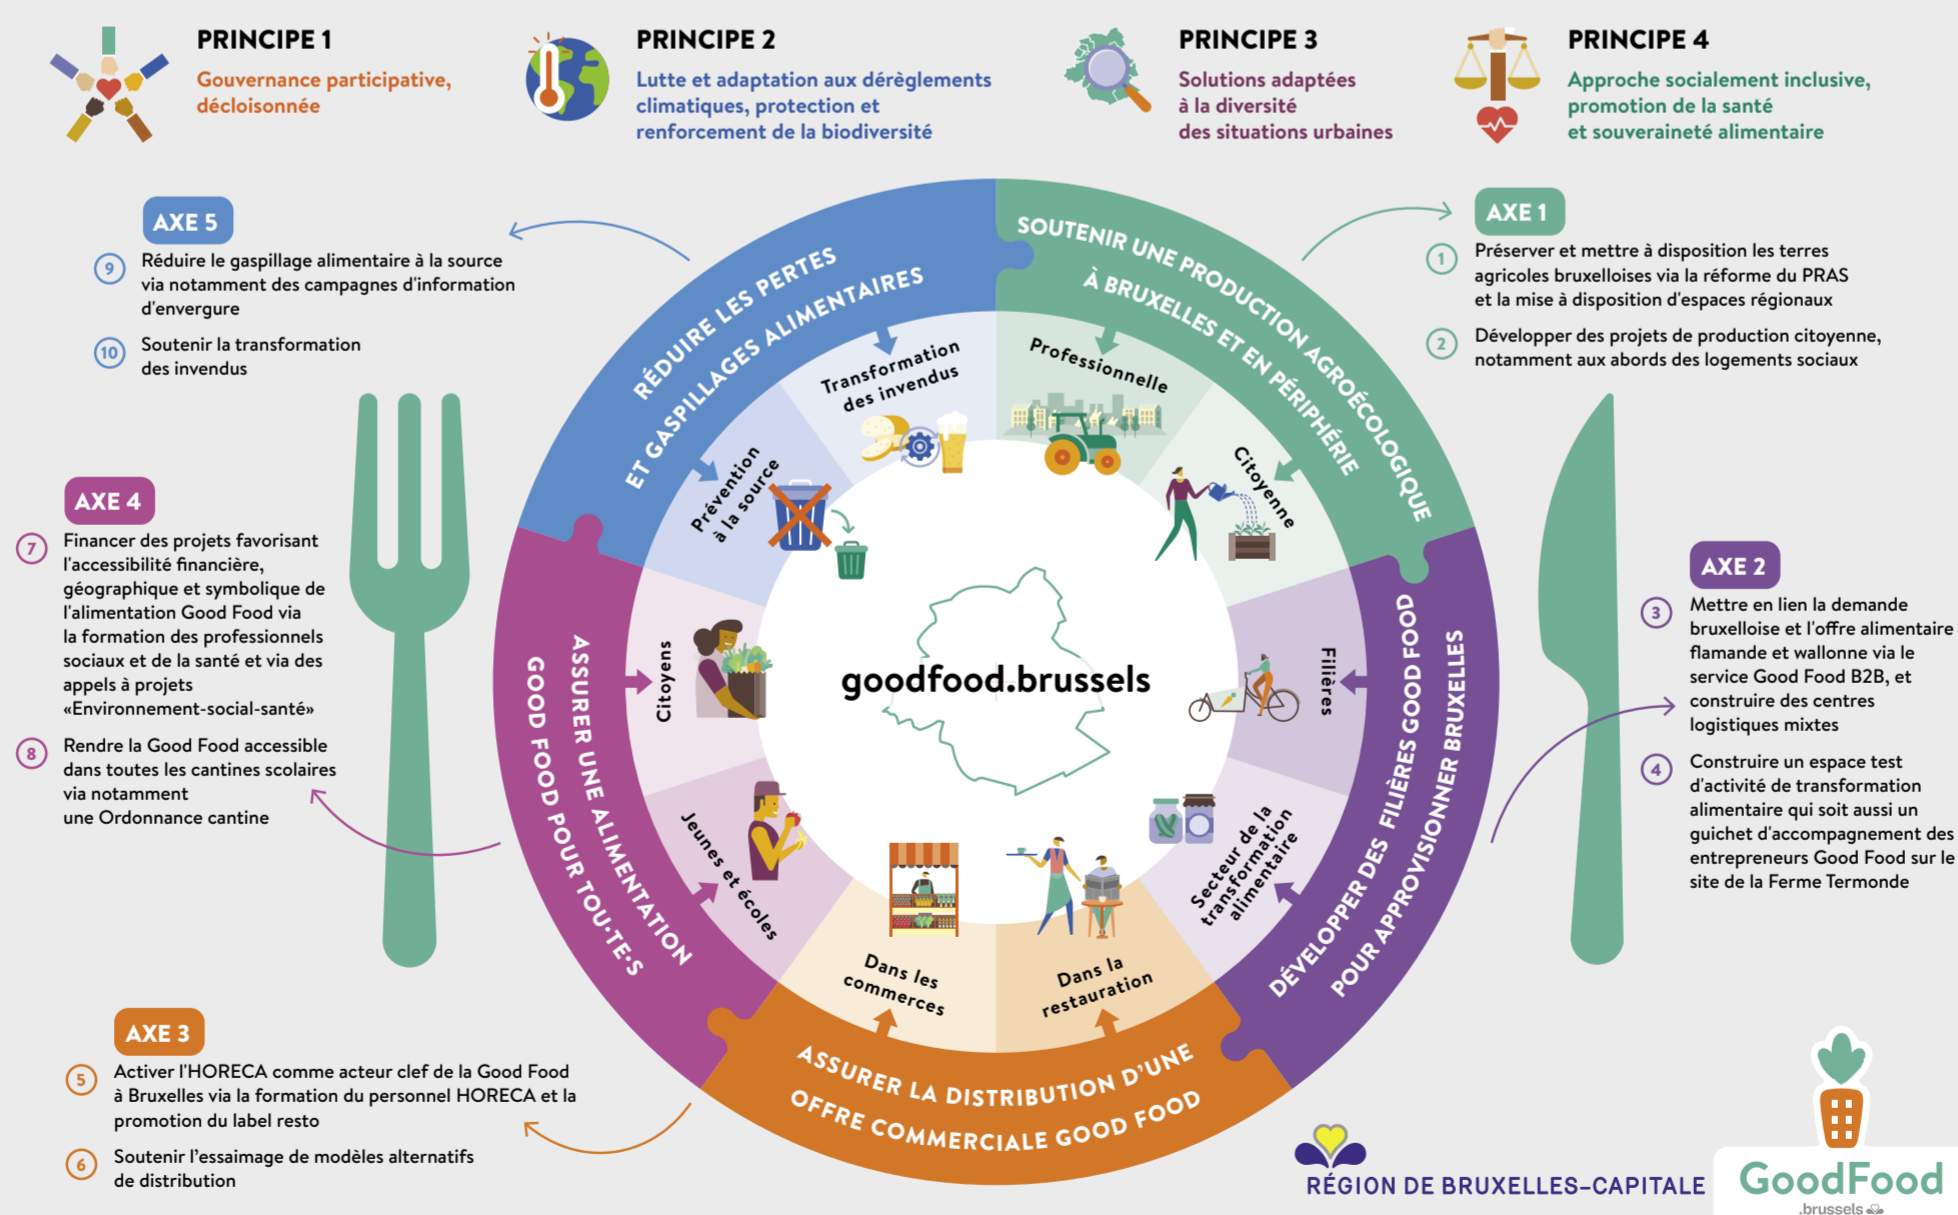 PRINCIPE 1
Gouvernance participative,
décloisonnée
PRINCIPE 2
Lutte et adaptation aux dérèglements
climatiques, protection et
renforcement de la biodiversité
PRINCIPE 3
Solutions adaptées
à la diversité
des situations urbaines
PRINCIPE 4
Approche socialement inclusive,
promotion de la santé
et souveraineté alimentaire
AXE 5
9
Réduire le gaspillage alimentaire à la source
via notamment des campagnes d'information
d'envergure
10
Soutenir la transformation
des invendus
AXE 1
1
Préserver et mettre à disposition les terres
agricoles bruxelloises via la réforme du PRAS
et la mise à disposition d'espaces régionaux
2
Développer des projets de production citoyenne,
notamment aux abords des logements sociaux
RÉDUIRE LES PERTES
ET GASPILLAGES ALIMENTAIRES
Transformation
des invendus
Prévention
à la source
SOUTENIR UNE PRODUCTION AGROÉCOLOGIQUE
À BRUXELLES ET EN PÉRIPHÉRIE
Professionnelle
Citoyenne
AXE 4
7
Financer des projets favorisant
l'accessibilité financière,
géographique et symbolique de
l'alimentation Good Food via
la formation des professionnels
sociaux et de la santé et via des
appels à projets
«Environnement-social-santé»
8
Rendre la Good Food accessible
dans toutes les cantines scolaires
via notamment
une Ordonnance cantine
ASSURER UNE ALIMENTATION
GOOD FOOD POUR TOU·TE·S
Citoyens
Jeunes et écoles
goodfood.brussels
Filières
Secteur de la
transformation
alimentaire
DÉVELOPPER DES FILIÈRES GOOD FOOD
POUR APPROVISIONNER BRUXELLES
AXE 2
3
Mettre en lien la demande
bruxelloise et l'offre alimentaire
flamande et wallonne via le
service Good Food B2B, et
construire des centres
logistiques mixtes
4
Construire un espace test
d'activité de transformation
alimentaire qui soit aussi un
guichet d'accompagnement des
entrepreneurs Good Food sur le
site de la Ferme Termonde
Dans les
commerces
Dans la
restauration
ASSURER LA DISTRIBUTION D'UNE
OFFRE COMMERCIALE GOOD FOOD
AXE 3
5
Activer l'HORECA comme acteur clef de la Good Food
à Bruxelles via la formation du personnel HORECA et la
promotion du label resto
6
Soutenir l'essaimage de modèles alternatifs
de distribution
RÉGION DE BRUXELLES-CAPITALE
GoodFood
.brussels